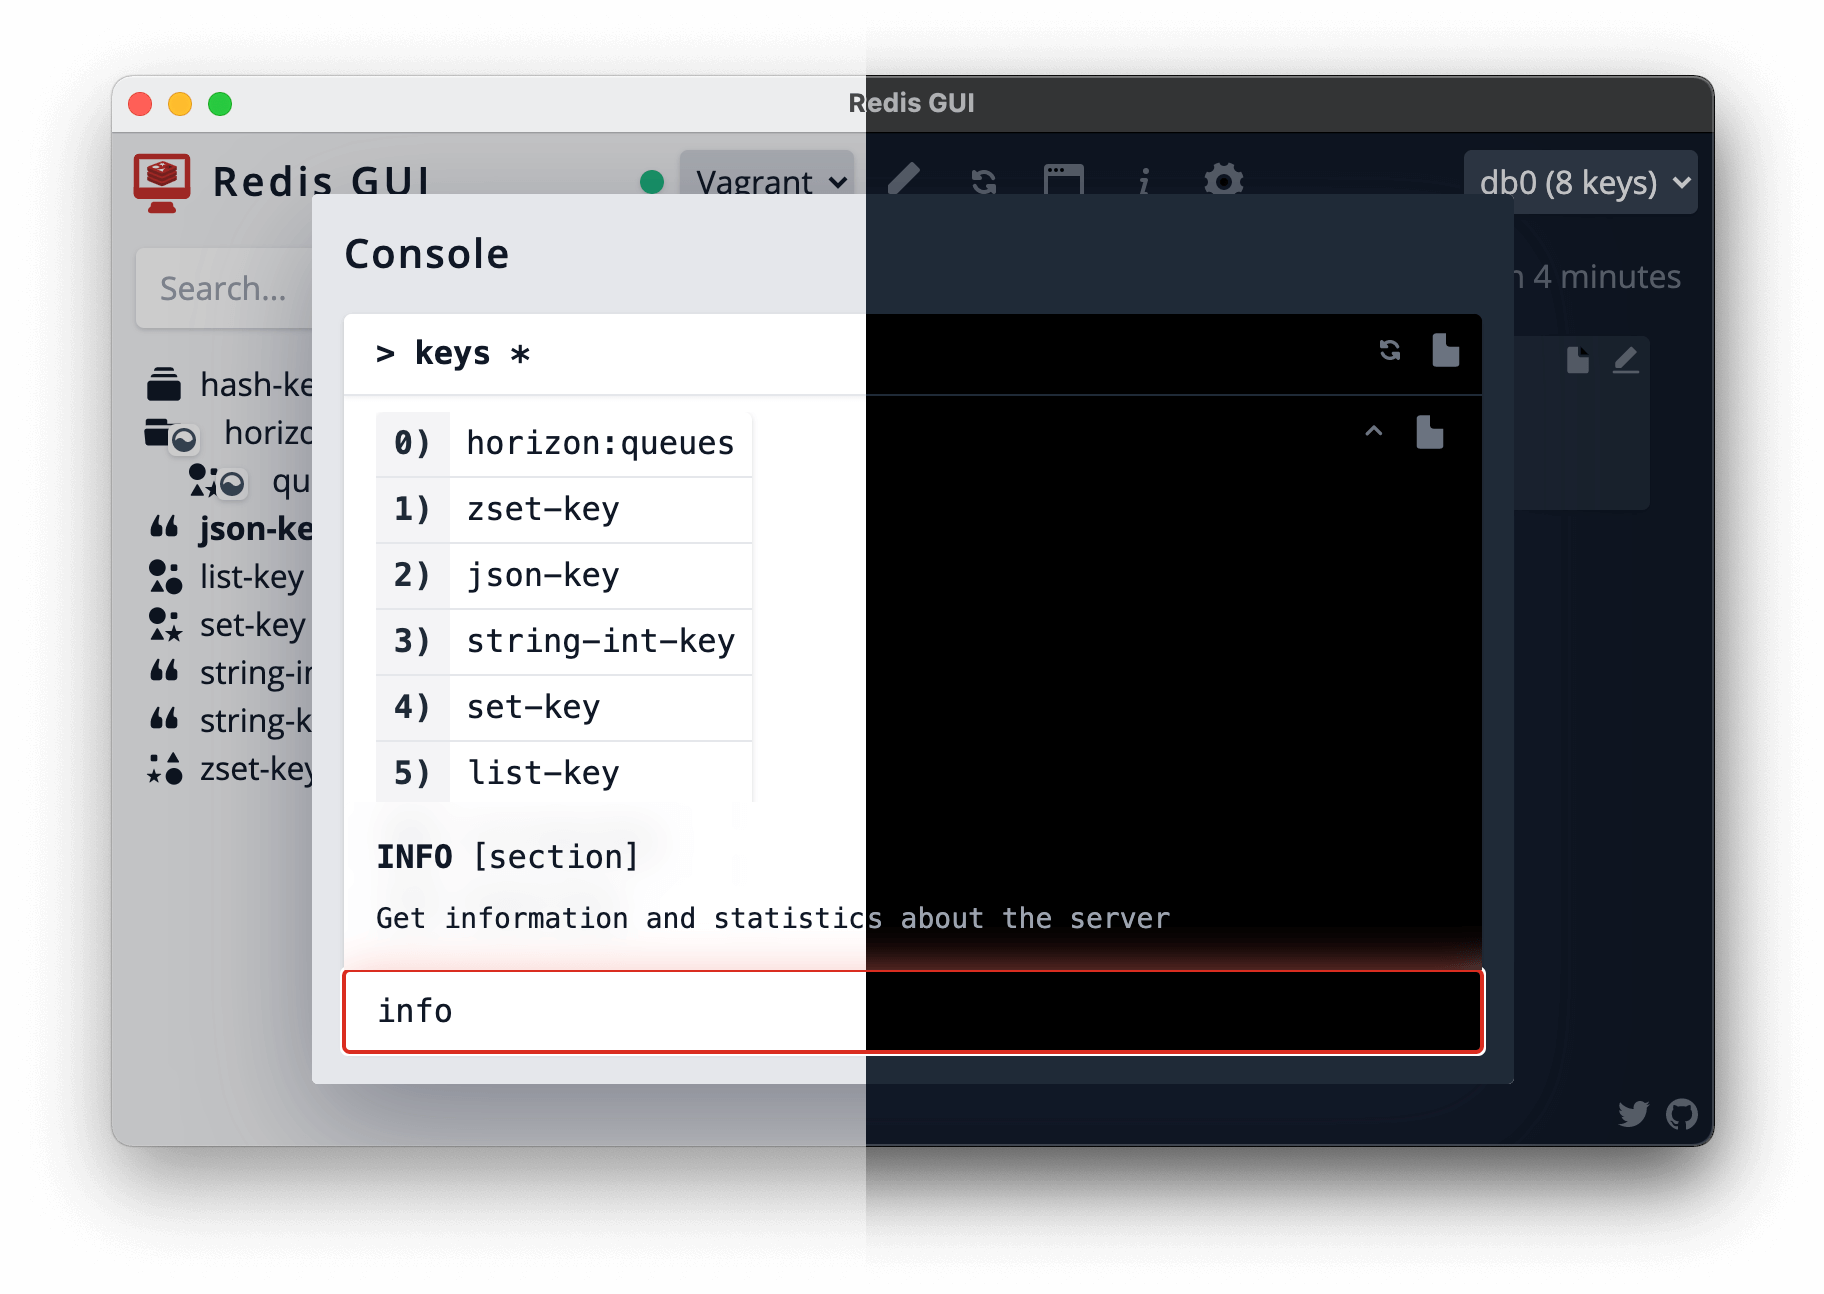 Redis GUI
Redis GUI
Vagrant
db0 (8 keys)
Search...
4 minutes
hash-ke
horizo
qu
json-ke
list-key
set-key
string-in
string-k
zset-key
Console
> keys *
0) horizon:queues
1) zset-key
2) json-key
3) string-int-key
4) set-key
5) list-key
INFO [section]
Get information and statistics about the server
info